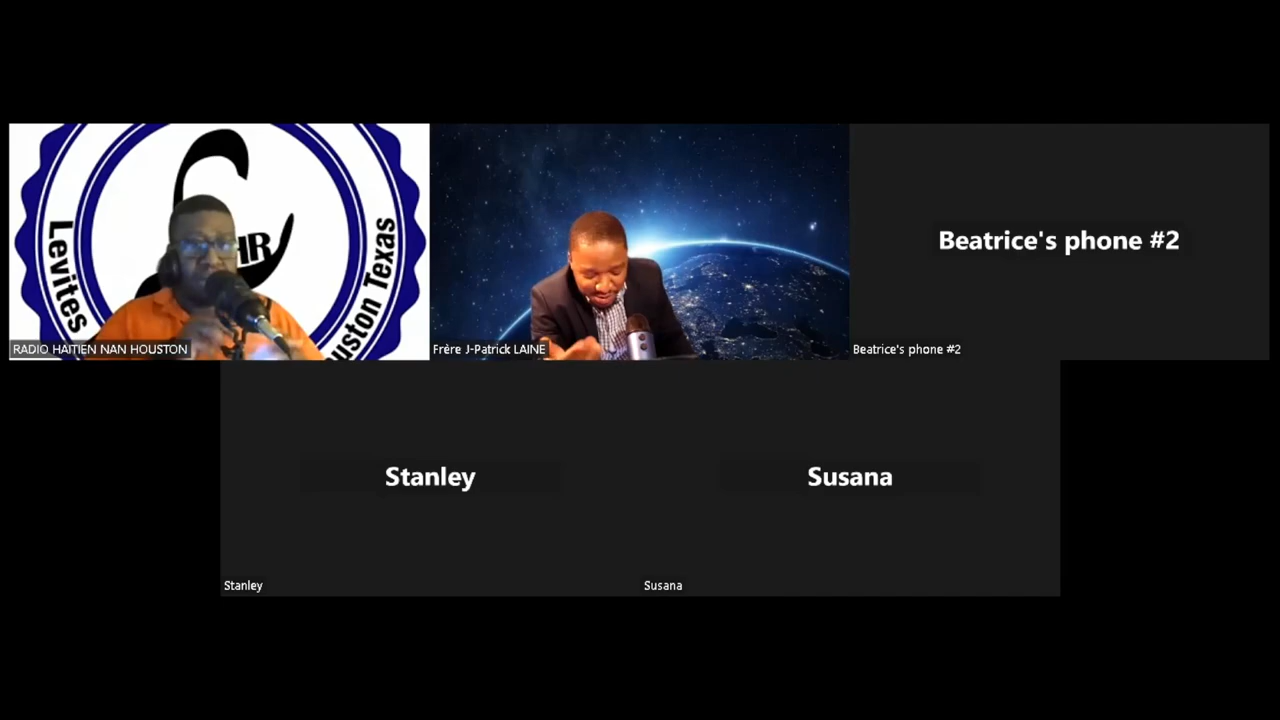 Levites
HR
uston Texas
RADIO HAITIEN NAN HOUSTON
Frère J-Patrick LAINE
Beatrice's phone #2
Beatrice's phone #2
Stanley
Susana
Stanley
Susana